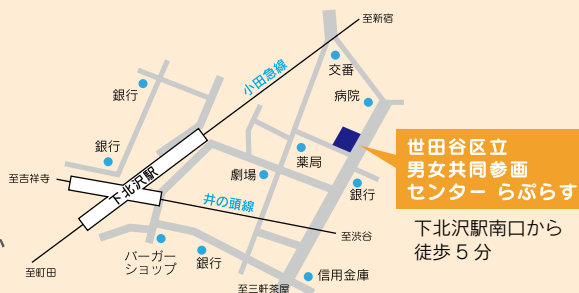 至新宿
交番
小田急線
銀行
病院
世田谷区立
男女共同参画
センター らぷらす
銀行
薬局
至吉祥寺
下北沢駅
劇場
銀行
井の頭線
下北沢駅南口から
徒歩5分
至渋谷
バーガー
ショップ
銀行
至町田
信用金庫
至三軒茶屋